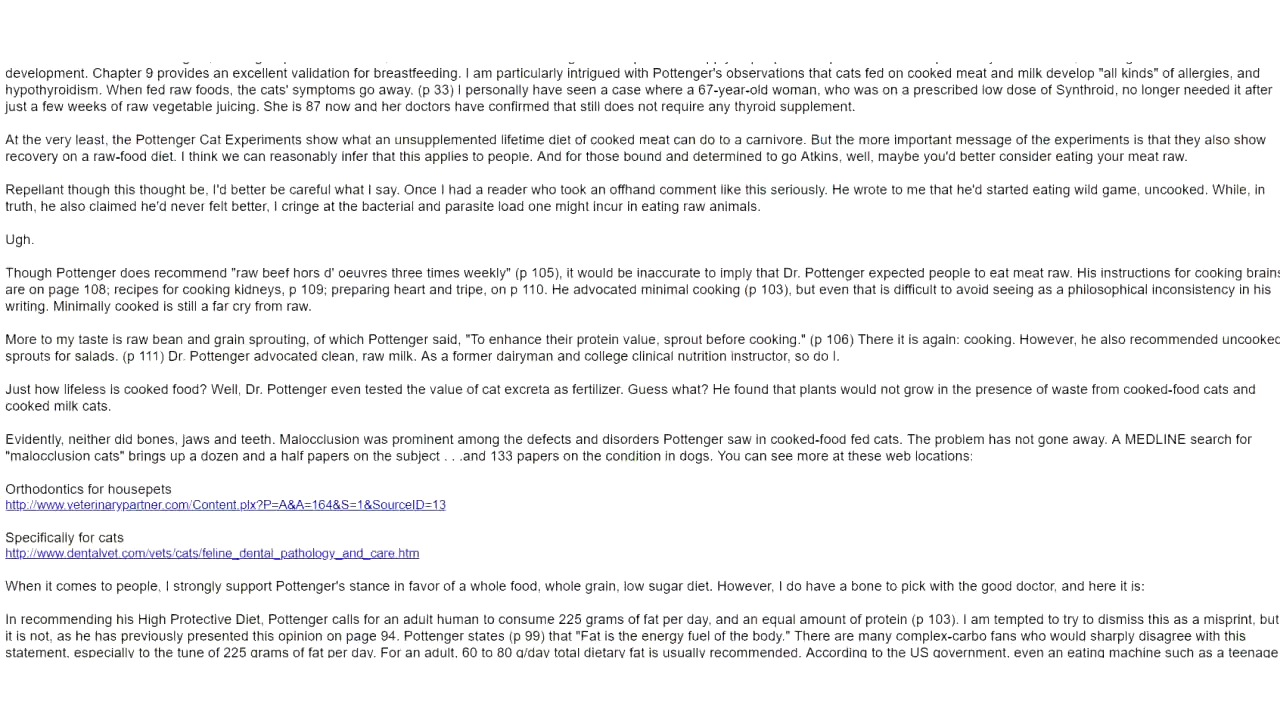 development. Chapter 9 provides an excellent validation for breastfeeding. I am particularly intrigued with Pottenger's observations that cats fed on cooked meat and milk develop "all kinds" of allergies, and
hypothyroidism. When fed raw foods, the cats' symptoms go away. (p 33) I personally have seen a case where a 67-year-old woman, who was on a prescribed low dose of Synthroid, no longer needed it after
just a few weeks of raw vegetable juicing. She is 87 now and her doctors have confirmed that still does not require any thyroid supplement.
At the very least, the Pottenger Cat Experiments show what an unsupplemented lifetime diet of cooked meat can do to a carnivore. But the more important message of the experiments is that they also show
recovery on a raw-food diet. I think we can reasonably infer that this applies to people. And for those bound and determined to go Atkins, well, maybe you'd better consider eating your meat raw.
Repellant though this thought be, I'd better be careful what I say. Once I had a reader who took an offhand comment like this seriously. He wrote to me that he'd started eating wild game, uncooked. While, in
truth, he also claimed he'd never felt better, I cringe at the bacterial and parasite load one might incur in eating raw animals.
Ugh.
Though Pottenger does recommend "raw beef hors d' oeuvres three times weekly" (p 105), it would be inaccurate to imply that Dr. Pottenger expected people to eat meat raw. His instructions for cooking brains
are on page 108; recipes for cooking kidneys, p 109; preparing heart and tripe, on p 110. He advocated minimal cooking (p 103), but even that is difficult to avoid seeing as a philosophical inconsistency in his
writing. Minimally cooked is still a far cry from raw.
More to my taste is raw bean and grain sprouting, of which Pottenger said, "To enhance their protein value, sprout before cooking." (p 106) There it is again: cooking. However, he also recommended uncooked
sprouts for salads. (p 111) Dr. Pottenger advocated clean, raw milk. As a former dairyman and college clinical nutrition instructor, so do I.
Just how lifeless is cooked food? Well, Dr. Pottenger even tested the value of cat excreta as fertilizer. Guess what? He found that plants would not grow in the presence of waste from cooked-food cats and
cooked milk cats.
Evidently, neither did bones, jaws and teeth. Malocclusion was prominent among the defects and disorders Pottenger saw in cooked-food fed cats. The problem has not gone away. A MEDLINE search for
"malocclusion cats" brings up a dozen and a half papers on the subject . . .and 133 papers on the condition in dogs. You can see more at these web locations:
Orthodontics for housepets
http://www.veterinarypartner.com/Content.plx?P=A&A=164&S=1&SourceID=13
Specifically for cats
http://www.dentalvet.com/vets/cats/feline_dental_pathology_and_care.htm
When it comes to people, I strongly support Pottenger's stance in favor of a whole food, whole grain, low sugar diet. However, I do have a bone to pick with the good doctor, and here it is:
In recommending his High Protective Diet, Pottenger calls for an adult human to consume 225 grams of fat per day, and an equal amount of protein (p 103). I am tempted to try to dismiss this as a misprint, but
it is not, as he has previously presented this opinion on page 94. Pottenger states (p 99) that "Fat is the energy fuel of the body." There are many complex-carbo fans who would sharply disagree with this
statement, especially to the tune of 225 grams of fat per day. For an adult, 60 to 80 g/day total dietary fat is usually recommended. According to the US government, even an eating machine such as a teenage